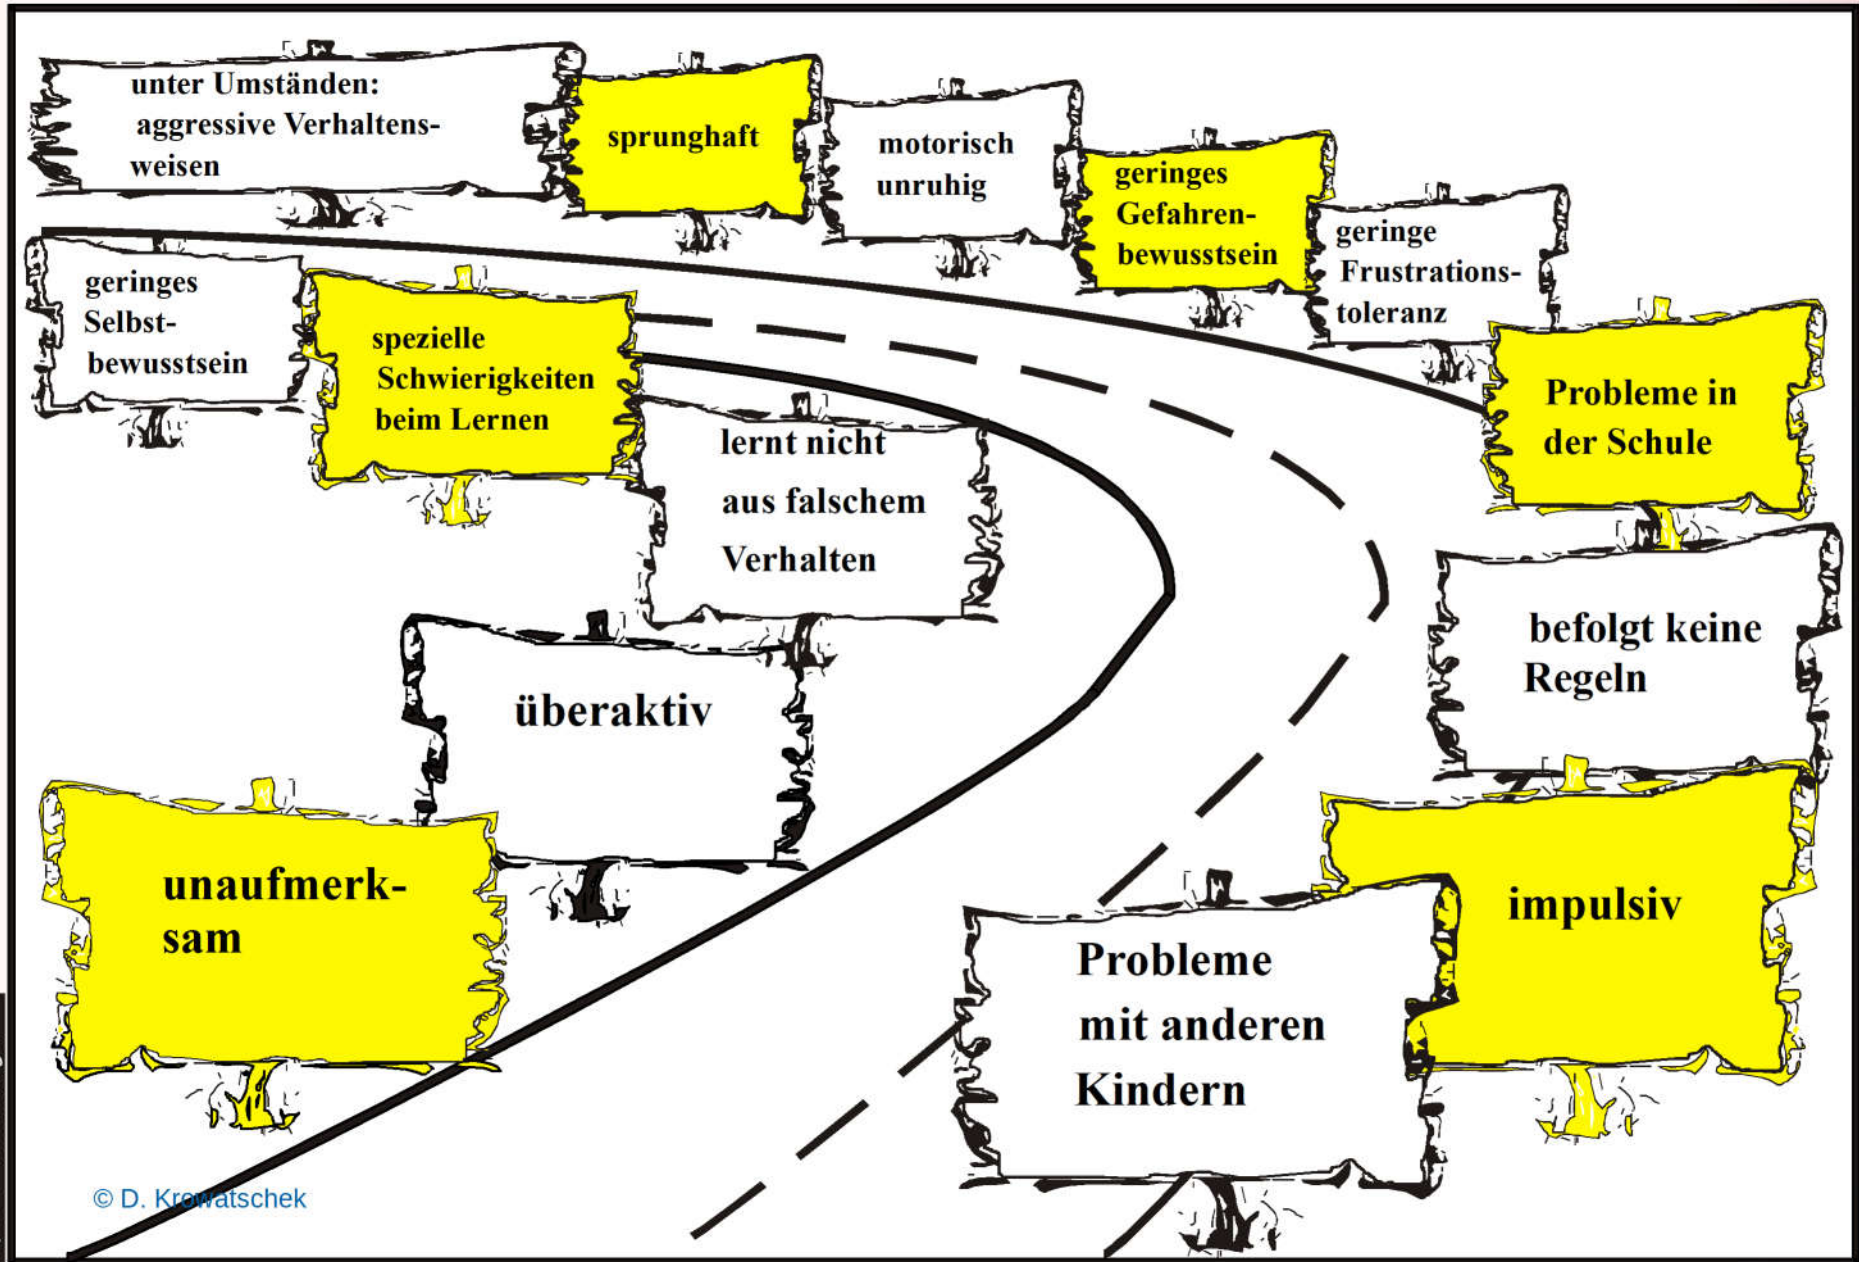 unter Umständen:
aggressive Verhaltens-
weisen
sprunghaft
motorisch
unruhig
geringes
Gefahren-
bewusstsein
geringe
Frustrations-
toleranz
geringes
Selbst-
bewusstsein
spezielle
Schwierigkeiten
beim Lernen
Probleme in
der Schule
lernt nicht
aus falschem
Verhalten
befolgt keine
Regeln
überaktiv
unaufmerk-
sam
impulsiv
Probleme
mit anderen
Kindern
© D. Krowatschek